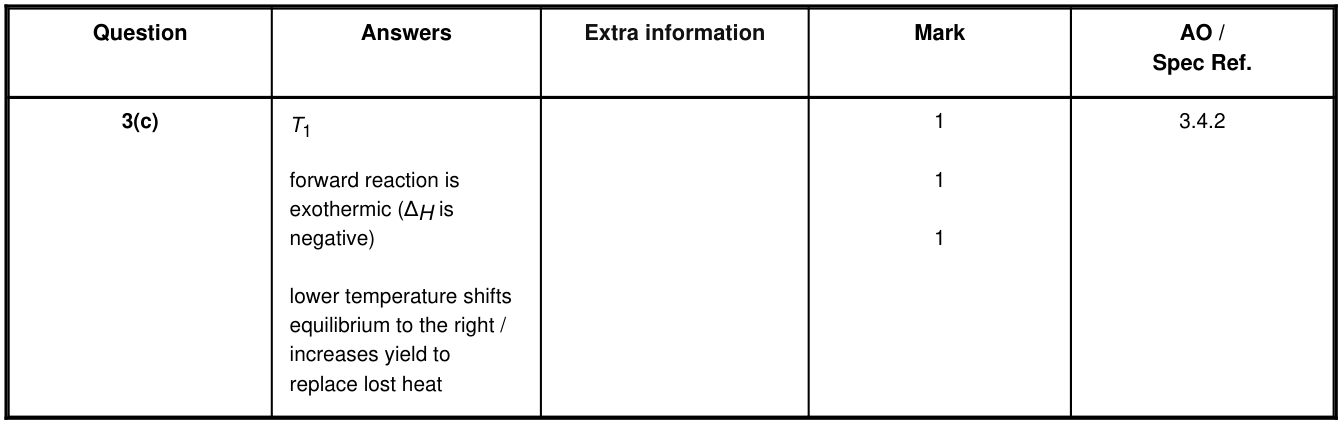 Question Answers Extra information Mark AO /
Spec Ref.
3(c) T1 1 3.4.2
forward reaction is 1
exothermic (ΔH is
negative) 1
lower temperature shifts
equilibrium to the right /
increases yield to
replace lost heat